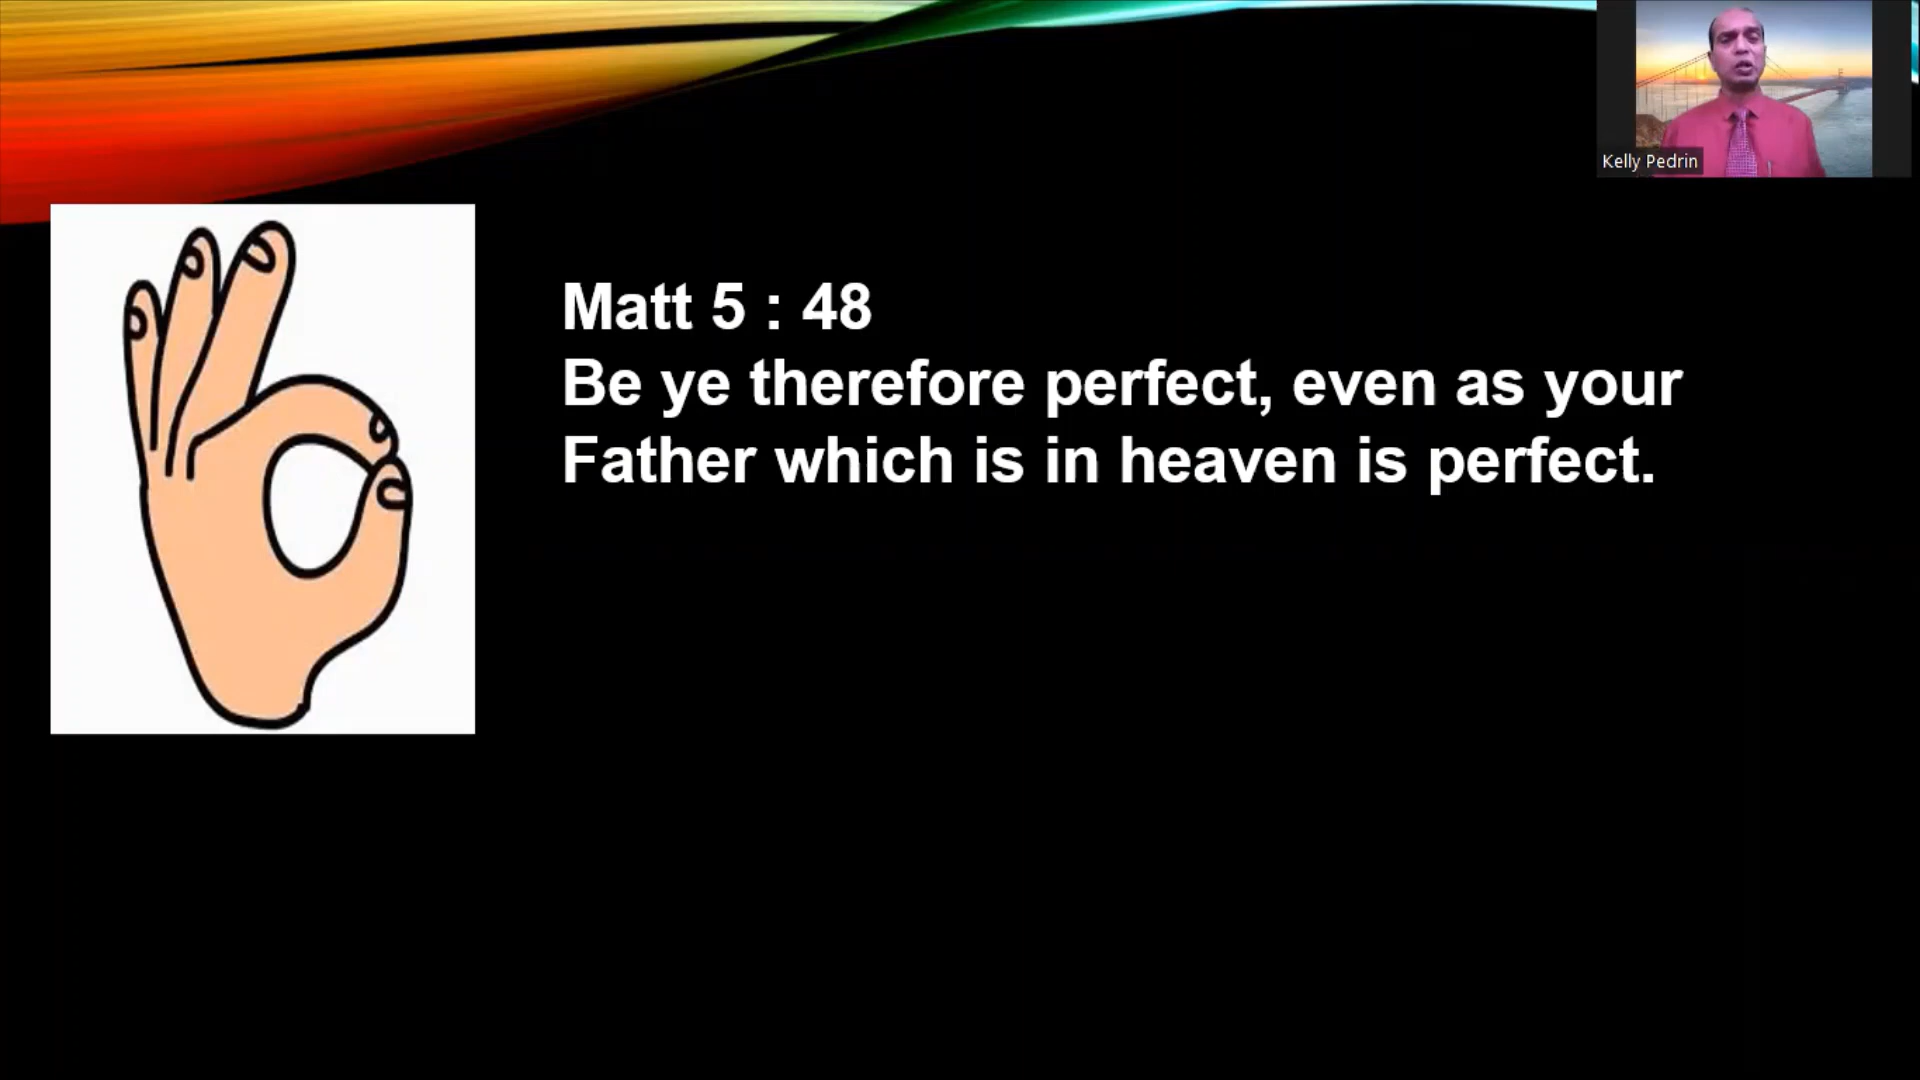 Kelly Pedrin
Matt 5 : 48
Be ye therefore perfect, even as your
Father which is in heaven is perfect.